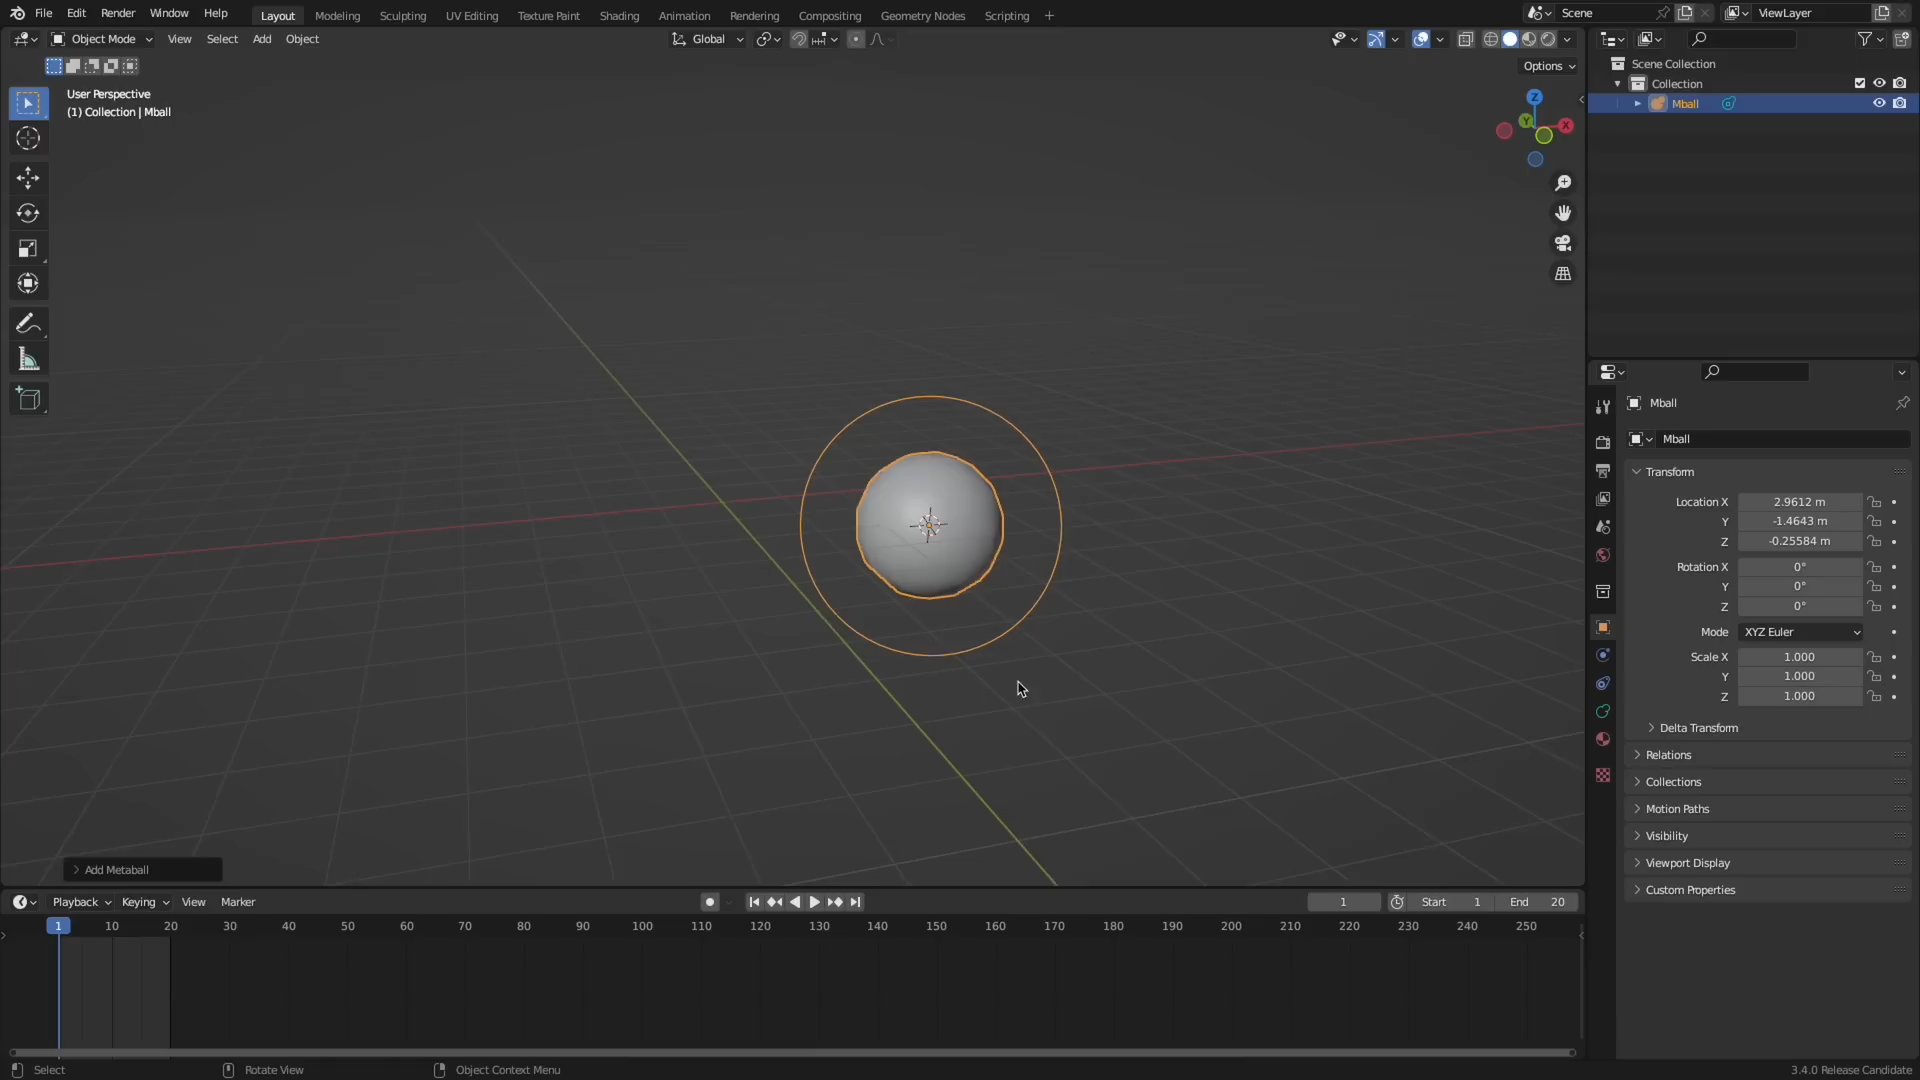 File Edit Render Window Help Layout Modeling Sculpting UV Editing Texture Paint Shading Animation Rendering Compositing Geometry Nodes Scripting Scene ViewLayer
Object Mode View Select Add Object Global
Options
User Perspective
(1) Collection | Mball
Z
Y
X
Add Metaball
Scene Collection
Collection
Mball
Mball
Mball
Transform
Location X 2.9612 m
Y -1.4643 m
Z -0.25584 m
Rotation X 0°
Y 0°
Z 0°
Mode XYZ Euler
Scale X 1.000
Y 1.000
Z 1.000
Delta Transform
Relations
Collections
Motion Paths
Visibility
Viewport Display
Custom Properties
Playback Keying View Marker 1 Start 1 End 20
1 10 20 30 40 50 60 70 80 90 100 110 120 130 140 150 160 170 180 190 200 210 220 230 240 250
Select Rotate View Object Context Menu 3.4.0 Release Candidate